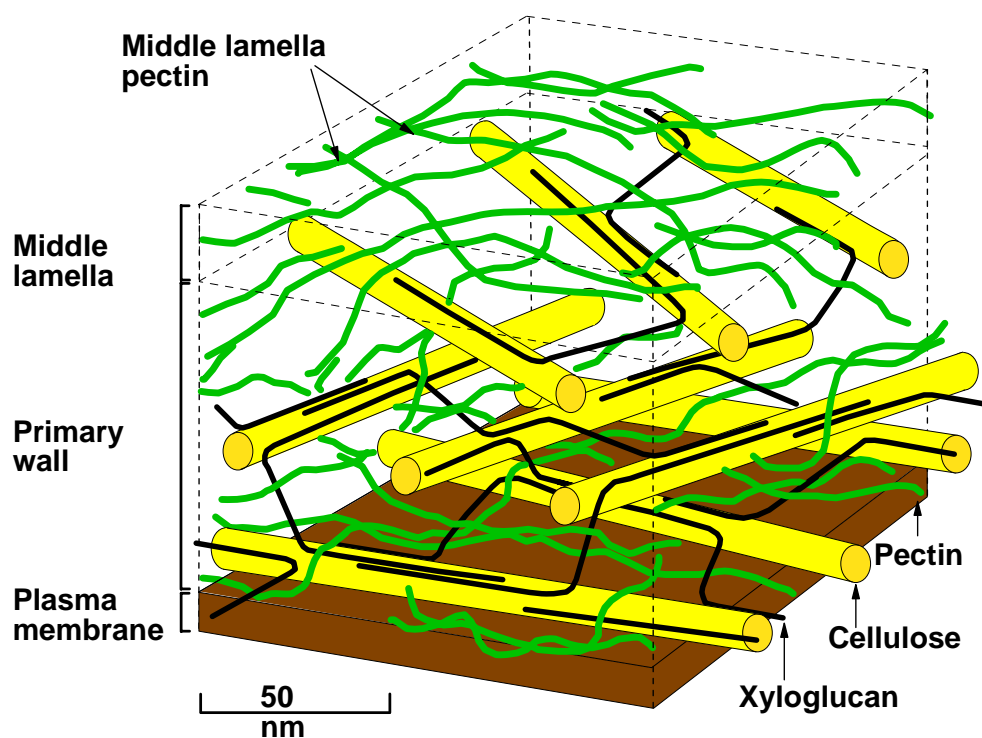 Middle lamella
pectin
Middle
lamella
Primary
wall
Plasma
membrane
Pectin
Cellulose
Xyloglucan
50
nm